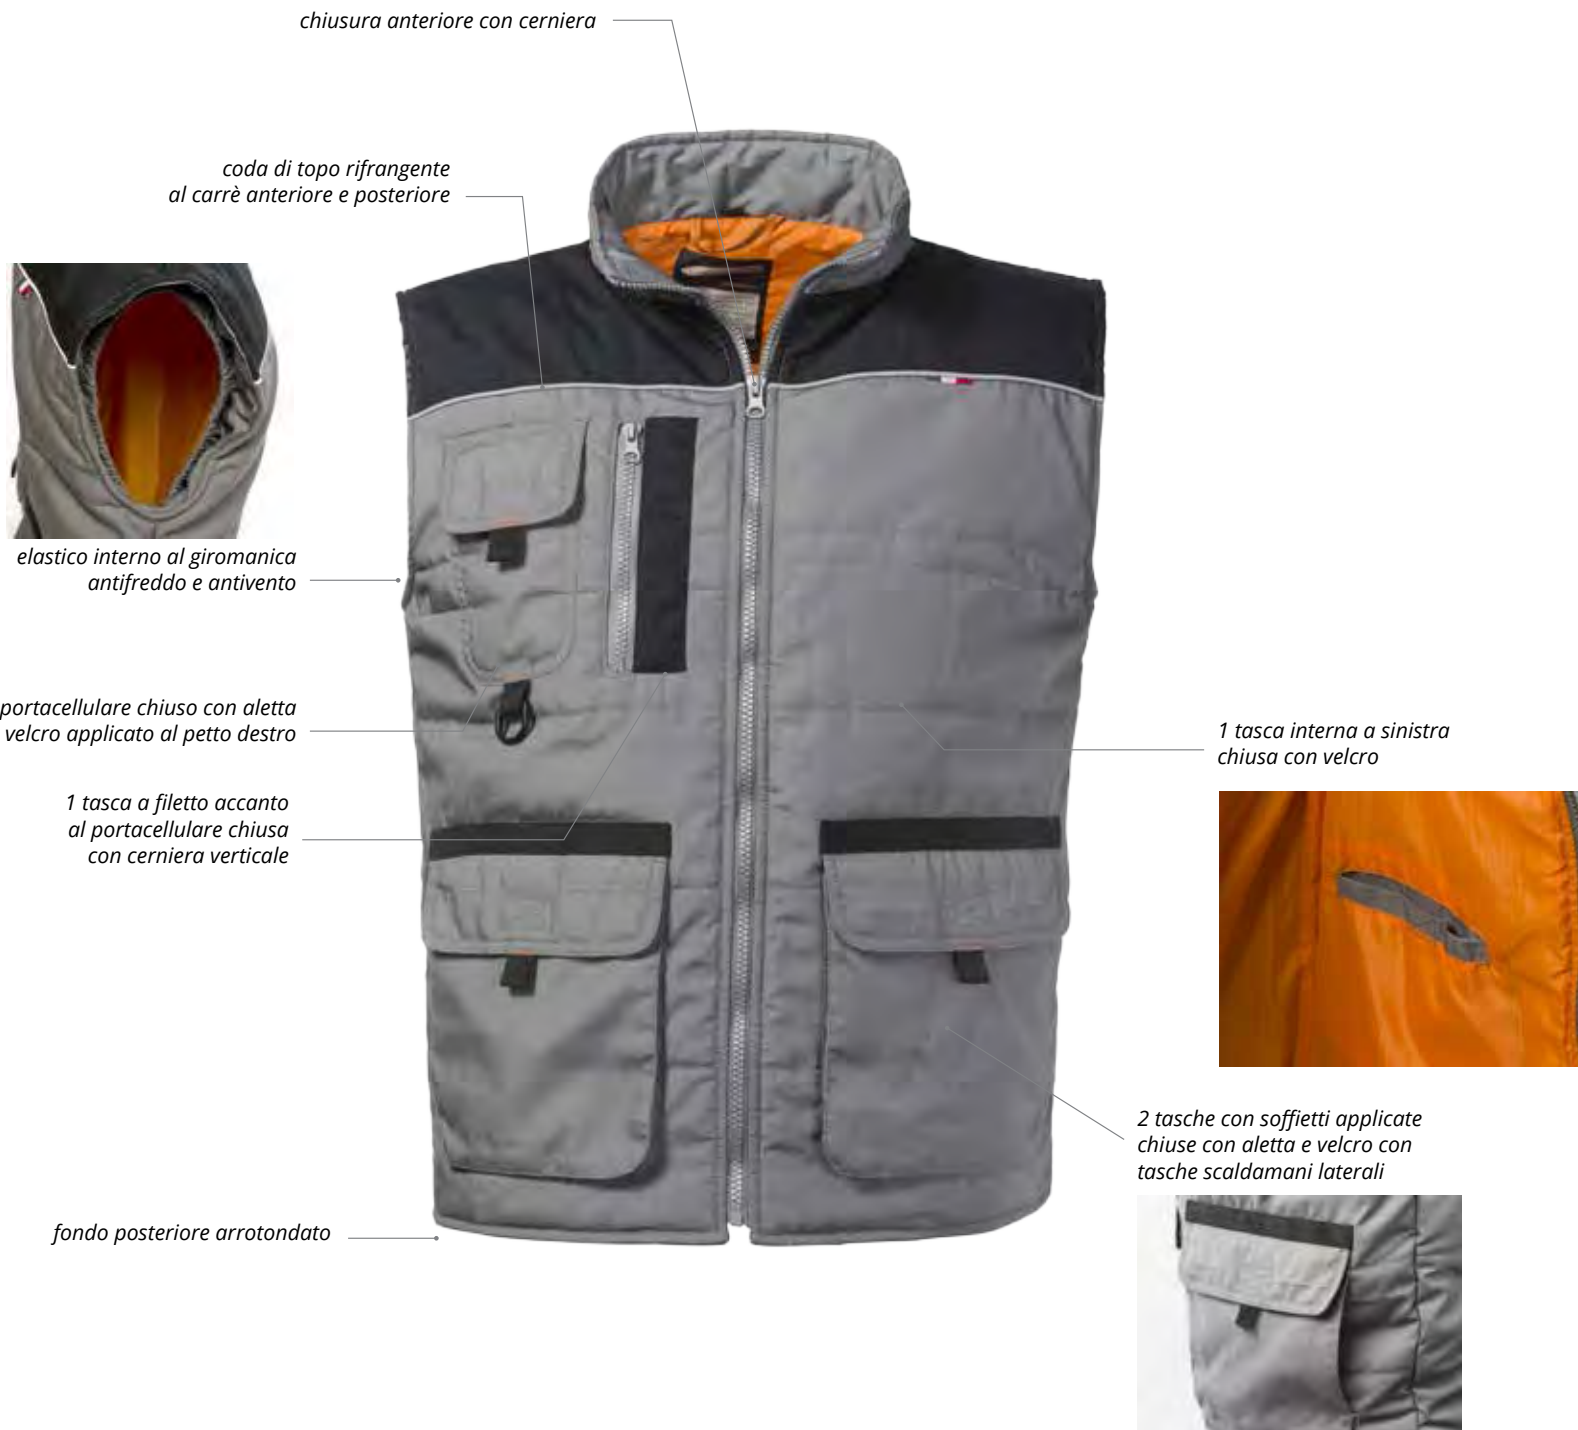 chiusura anteriore con cerniera
coda di topo rifrangente
al carrè anteriore e posteriore
elastico interno al giromanica
antifreddo e antivento
portacellulare chiuso con aletta
velcro applicato al petto destro
1 tasca a filetto accanto
al portacellulare chiusa
con cerniera verticale
fondo posteriore arrotondato
1 tasca interna a sinistra
chiusa con velcro
2 tasche con soffietti applicate
chiuse con aletta e velcro con
tasche scaldamani laterali